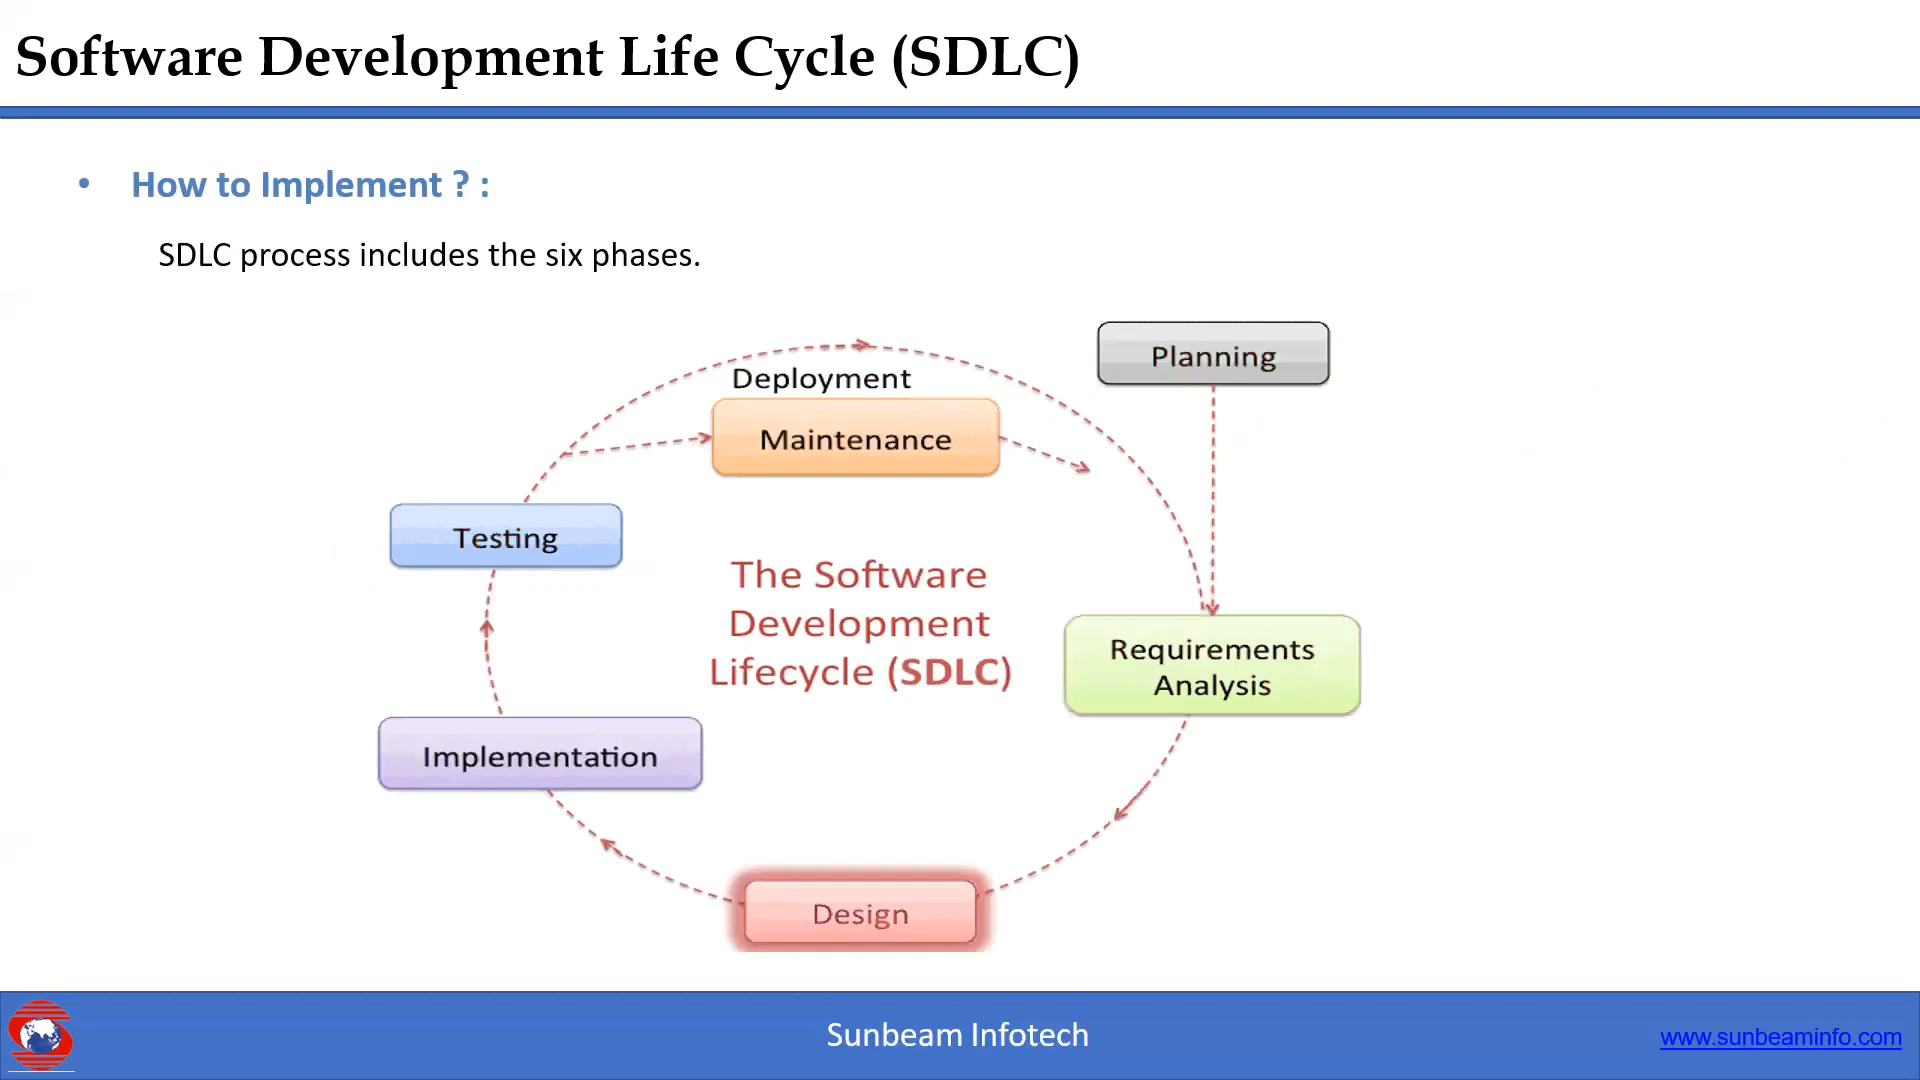 Software Development Life Cycle (SDLC)
• How to Implement ? :
SDLC process includes the six phases.
Planning
Deployment
Maintenance
Testing
The Software
Development
Lifecycle (SDLC)
Requirements
Analysis
Implementation
Design
Sunbeam Infotech
www.sunbeaminfo.com